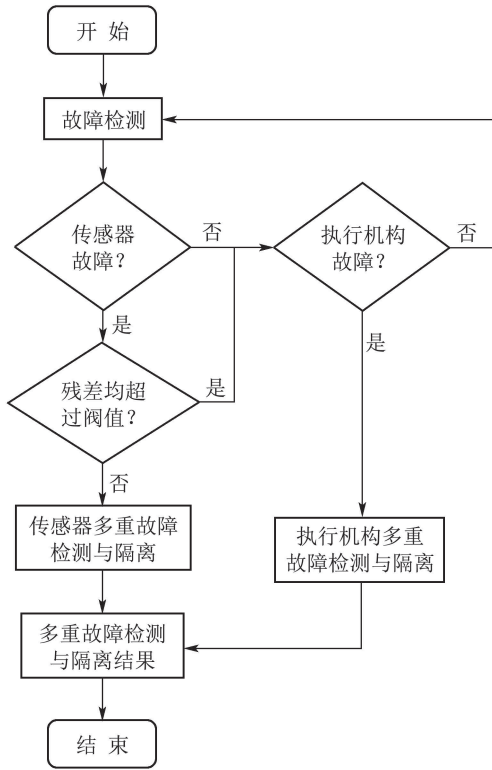 开 始
故障检测
传感器
故障？
否
执行机构
故障？
否
是
是
残差均超
过阀值？
是
否
传感器多重故障
检测与隔离
执行机构多重
故障检测与隔离
多重故障检测
与隔离结果
结 束